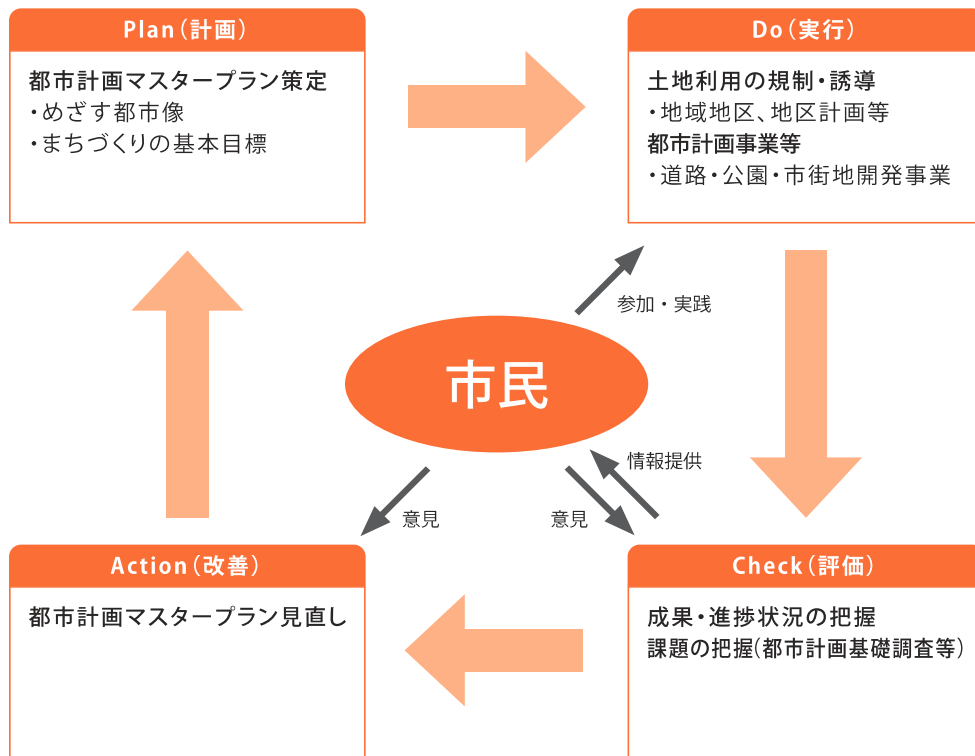 Plan(計画)
都市計画マスタープラン策定
・めざす都市像
・まちづくりの基本目標
Do(実行)
土地利用の規制・誘導
・地域地区、地区計画等
都市計画事業等
・道路・公園・市街地開発事業
参加・実践
市民
情報提供
意見
意見
Action(改善)
都市計画マスタープラン見直し
Check(評価)
成果・進捗状況の把握
課題の把握(都市計画基礎調査等)